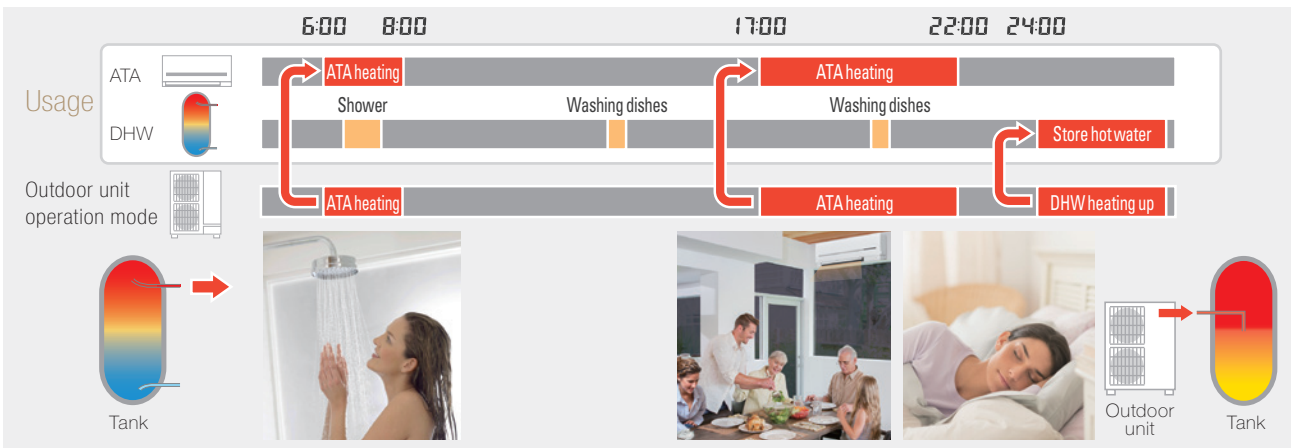 6:00 8:00 17:00 22:00 24:00
ATA
ATA heating
ATA heating
Usage
Shower
Washing dishes
Washing dishes
DHW
Store hot water
Outdoor unit
operation mode
ATA heating
ATA heating
DHW heating up
Tank
Outdoor
unit
Tank